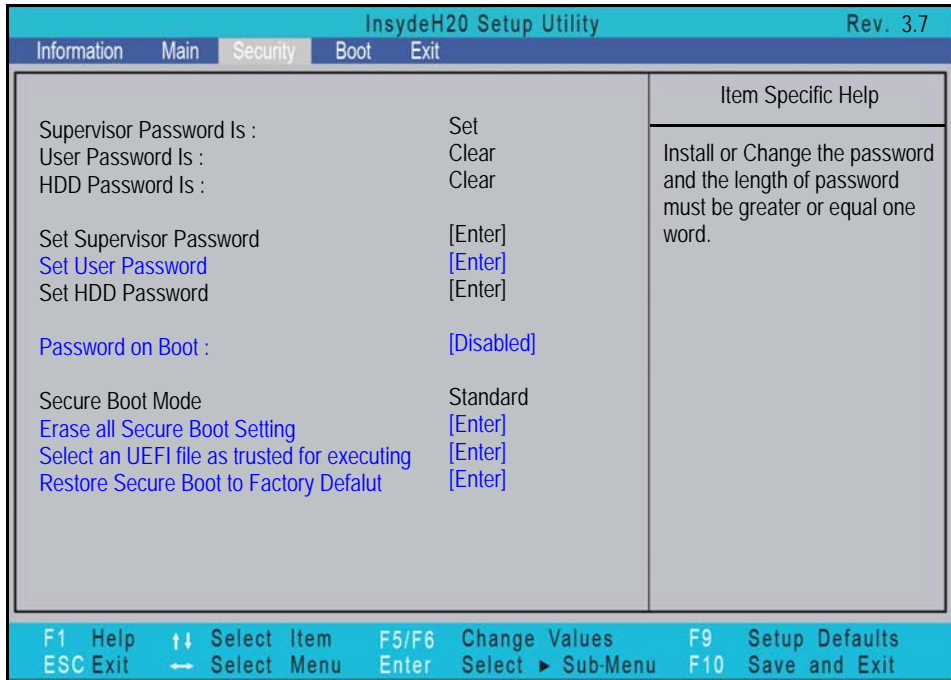 InsydeH20 Setup Utility Rev. 3.7
Information Main Security Boot Exit
Item Specific Help
Supervisor Password Is : Set
User Password Is : Clear
HDD Password Is : Clear
Install or Change the password
and the length of password
must be greater or equal one
word.
Set Supervisor Password [Enter]
Set User Password [Enter]
Set HDD Password [Enter]
Password on Boot : [Disabled]
Secure Boot Mode Standard
Erase all Secure Boot Setting [Enter]
Select an UEFI file as trusted for executing [Enter]
Restore Secure Boot to Factory Defalut [Enter]
F1 Help ↑↓ Select Item F5/F6 Change Values F9 Setup Defaults
ESC Exit ↔ Select Menu Enter Select ► Sub-Menu F10 Save and Exit